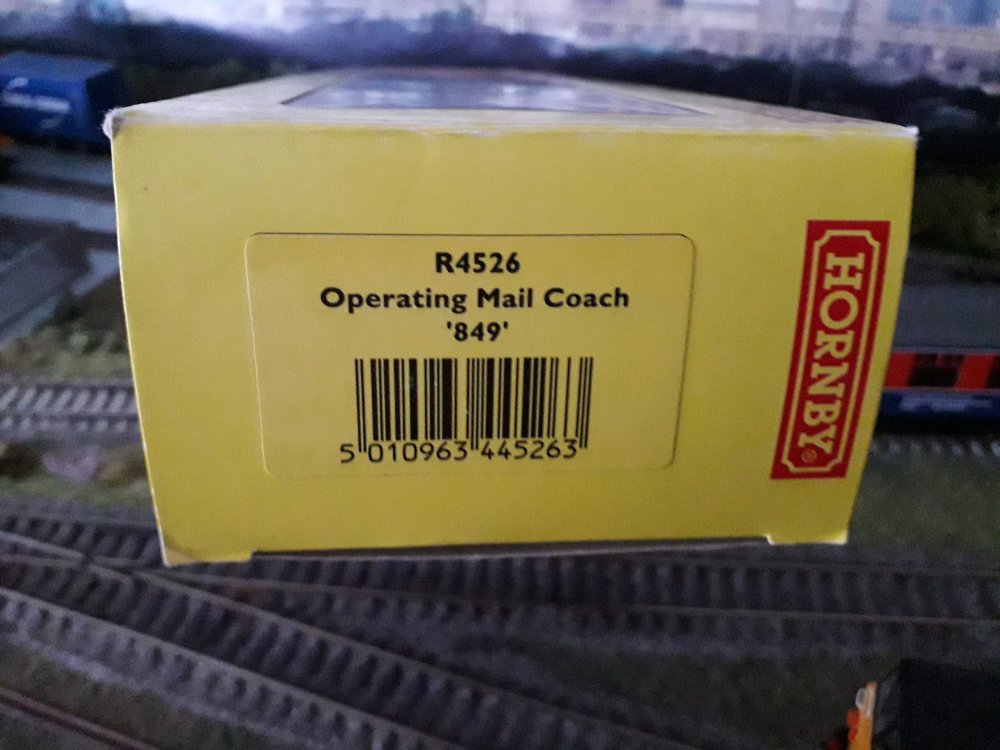 R4526
Operating Mail Coach
'849'
5 010963 445263
HORNBY®